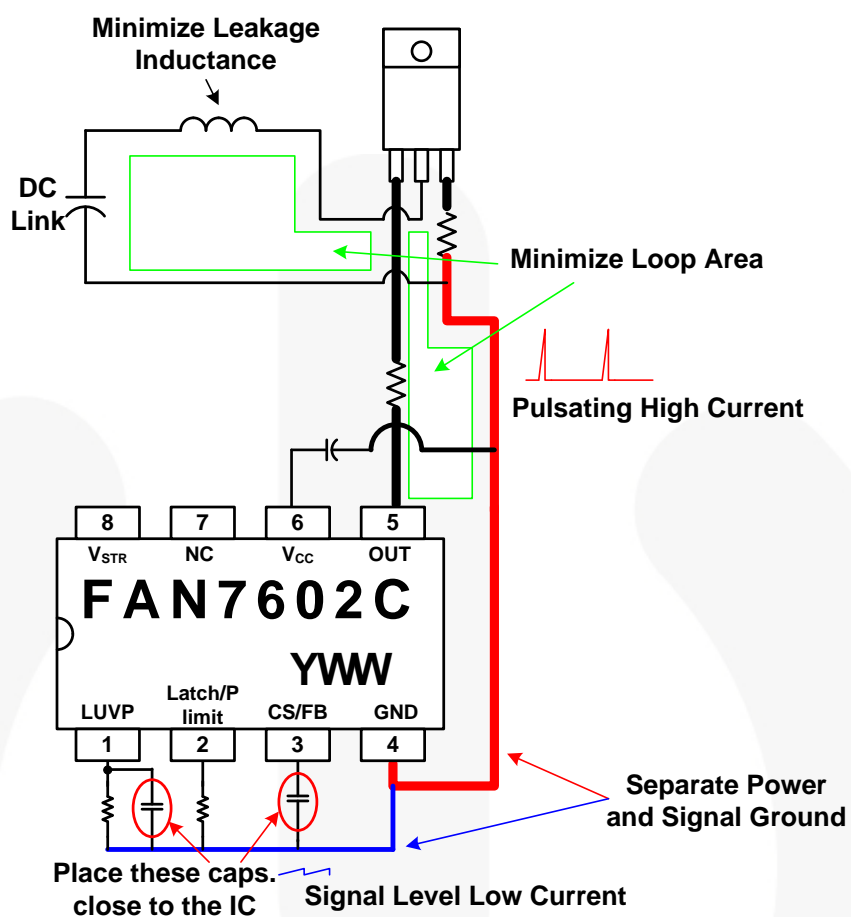 Minimize Leakage
Inductance
DC
Link
Minimize Loop Area
Pulsating High Current
8
7
6
5
VSTR
NC
VCC
OUT
FAN7602C
YWW
LUVP
Latch/P
limit
CS/FB
GND
1
2
3
4
Separate Power
and Signal Ground
Place these caps.
close to the IC
Signal Level Low Current